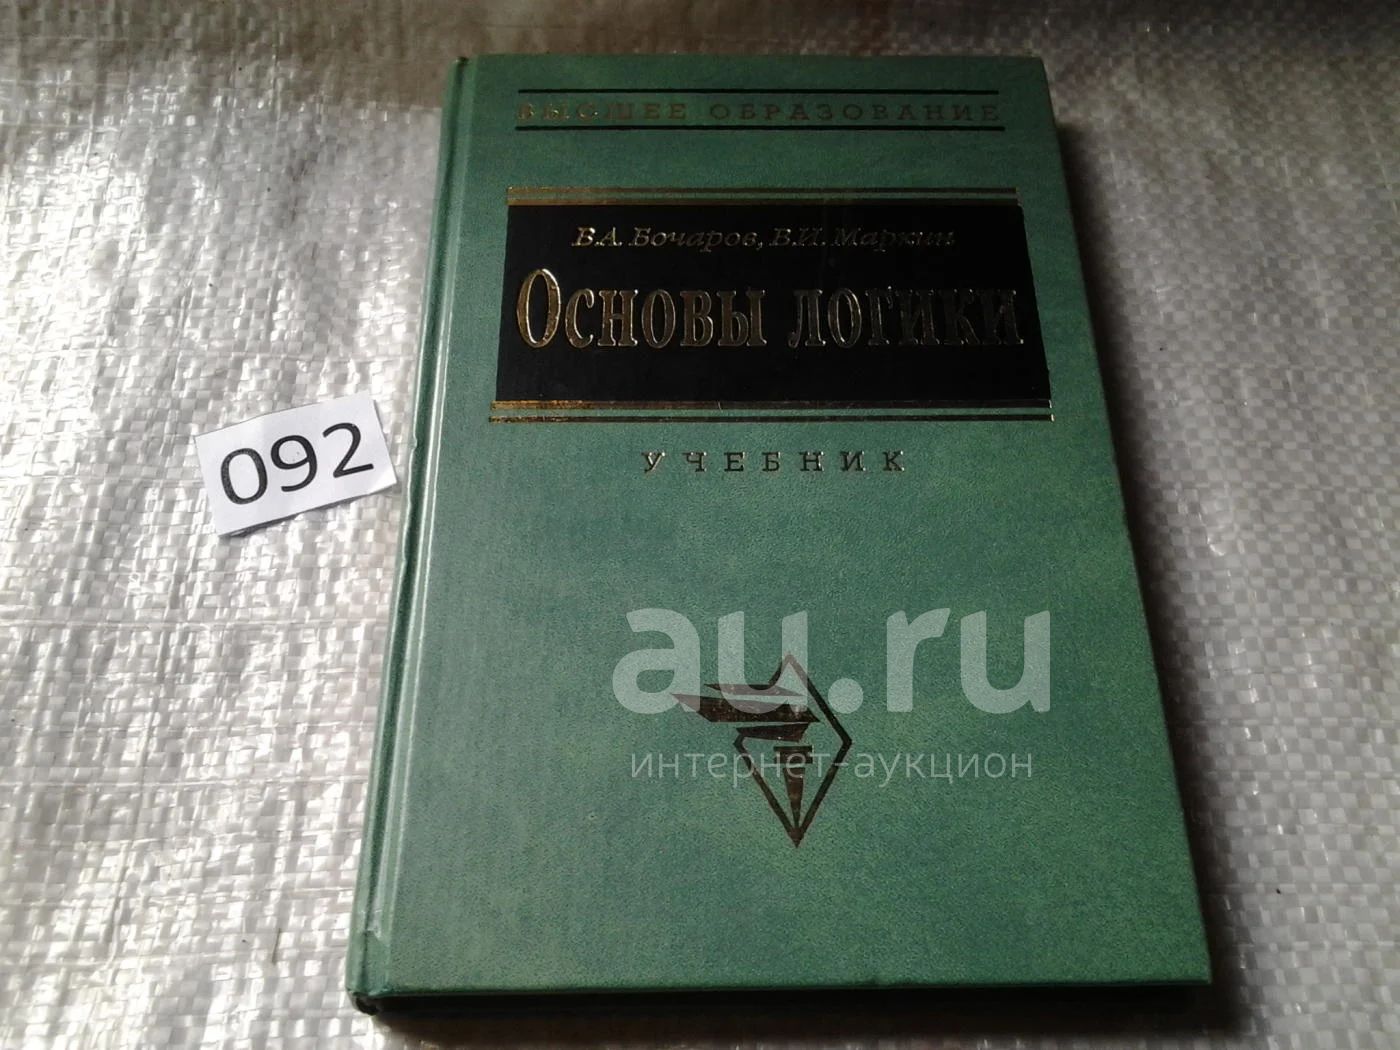 ВЫСШЕЕ ОБРАЗОВАНИЕ
В.А. Бочаров, В.И. Маркин
ОСНОВЫ ЛОГИКИ
УЧЕБНИК
092
au.ru
интернет-аукцион